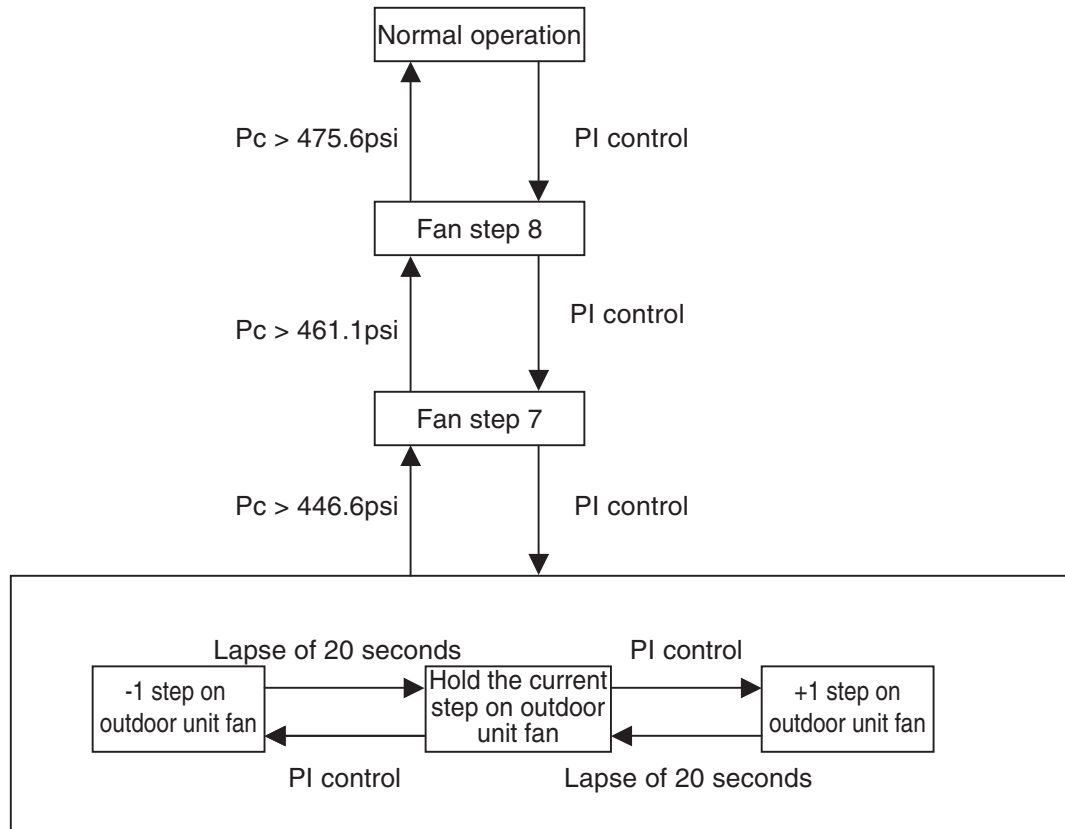 Normal operation
Pc > 475.6psi
PI control
Fan step 8
Pc > 461.1psi
PI control
Fan step 7
Pc > 446.6psi
PI control
Lapse of 20 seconds
PI control
-1 step on
outdoor unit fan
Hold the current
step on outdoor
unit fan
+1 step on
outdoor unit fan
PI control
Lapse of 20 seconds